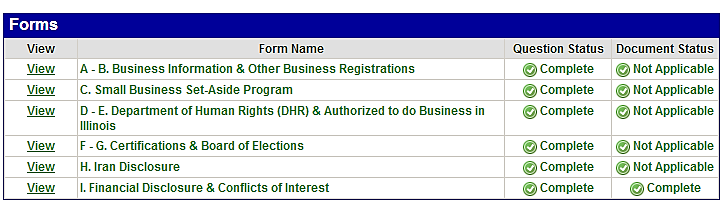 Forms
View Form Name Question Status Document Status
View A - B. Business Information & Other Business Registrations Complete Not Applicable
View C. Small Business Set-Aside Program Complete Not Applicable
View D - E. Department of Human Rights (DHR) & Authorized to do Business in Complete Not Applicable
Illinois
View F - G. Certifications & Board of Elections Complete Not Applicable
View H. Iran Disclosure Complete Not Applicable
View I. Financial Disclosure & Conflicts of Interest Complete Complete